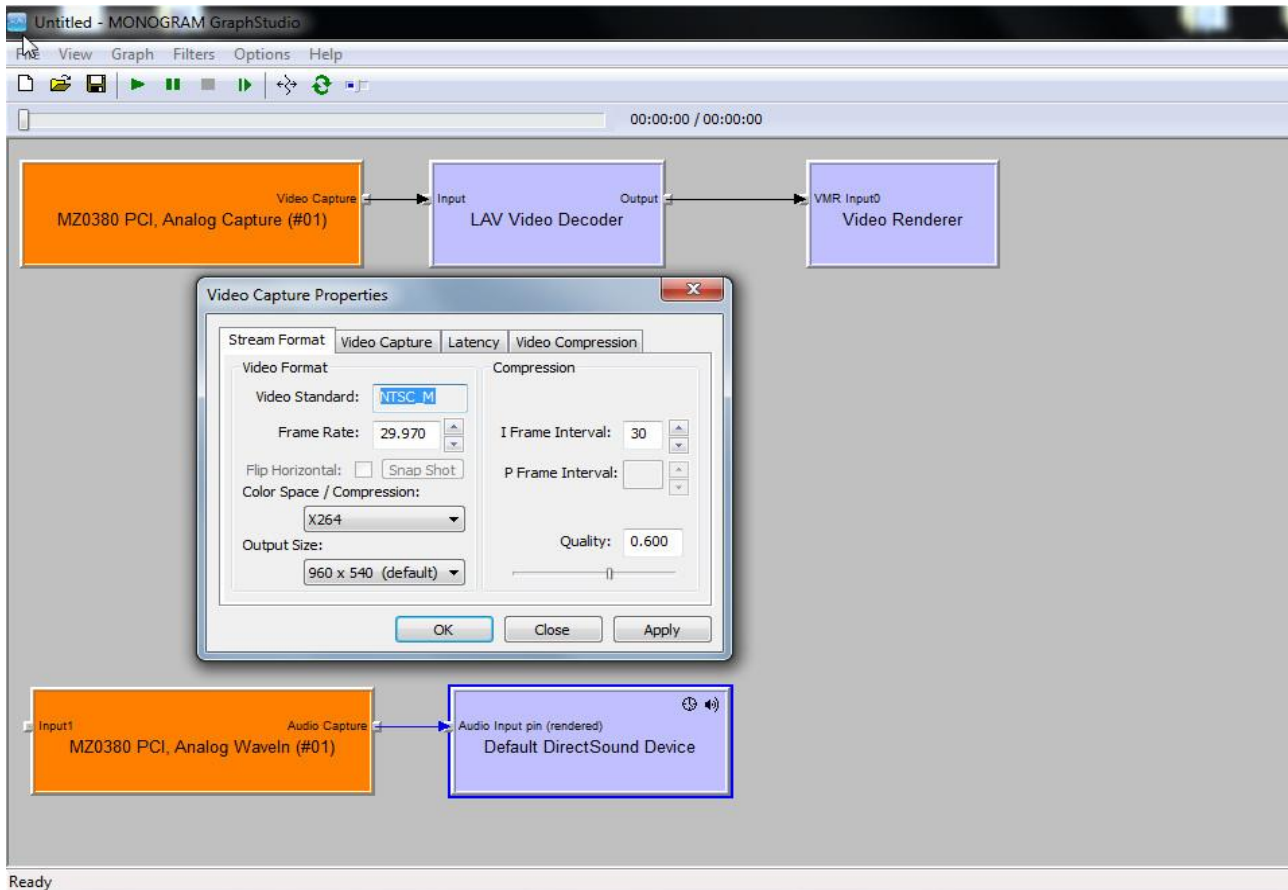 Untitled - MONOGRAM GraphStudio
File View Graph Filters Options Help
00:00:00 / 00:00:00
Video Capture
MZ0380 PCI, Analog Capture (#01)
Input Output
LAV Video Decoder
VMR Input0
Video Renderer
Video Capture Properties
Stream Format Video Capture Latency Video Compression
Video Format
Video Standard: NTSC_M
Frame Rate: 29.970
Flip Horizontal: Snap Shot
Color Space / Compression:
X264
Output Size:
960 x 540 (default)
Compression
I Frame Interval: 30
P Frame Interval:
Quality: 0.600
OK Close Apply
Input1 Audio Capture
MZ0380 PCI, Analog WaveIn (#01)
Audio Input pin (rendered)
Default DirectSound Device
Ready